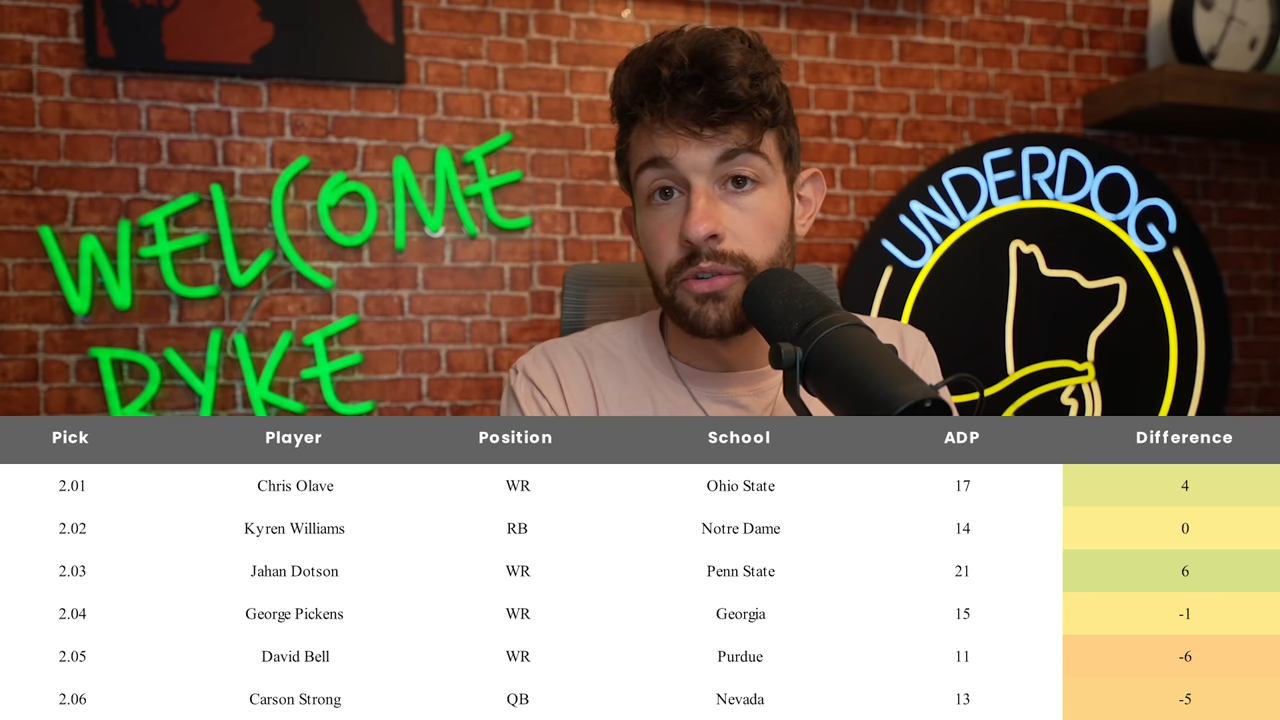 WELCOME
RYKE
UNDERDOG
Pick Player Position School ADP Difference
2.01 Chris Olave WR Ohio State 17 4
2.02 Kyren Williams RB Notre Dame 14 0
2.03 Jahan Dotson WR Penn State 21 6
2.04 George Pickens WR Georgia 15 -1
2.05 David Bell WR Purdue 11 -6
2.06 Carson Strong QB Nevada 13 -5